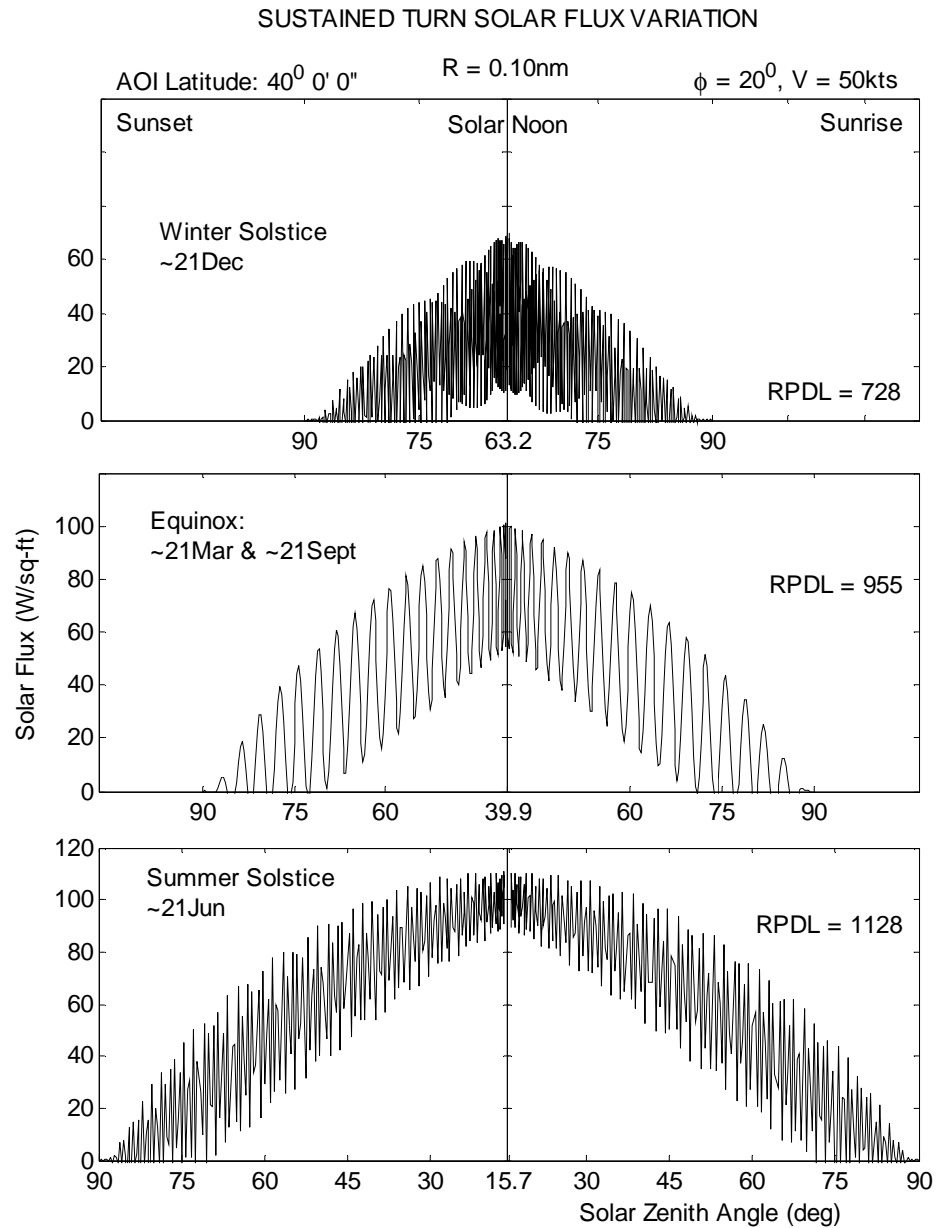 SUSTAINED TURN SOLAR FLUX VARIATION
AOI Latitude: 40⁰ 0' 0" R = 0.10nm ϕ = 20⁰, V = 50kts
Sunset Solar Noon Sunrise
Winter Solstice
~21Dec
60
40
20
0
RPDL = 728
90 75 63.2 75 90
Equinox:
~21Mar & ~21Sept
RPDL = 955
100
80
60
40
20
0
Solar Flux (W/sq-ft)
90 75 60 39.9 60 75 90
Summer Solstice
~21Jun
RPDL = 1128
120
100
80
60
40
20
0
90 75 60 45 30 15.7 30 45 60 75 90
Solar Zenith Angle (deg)